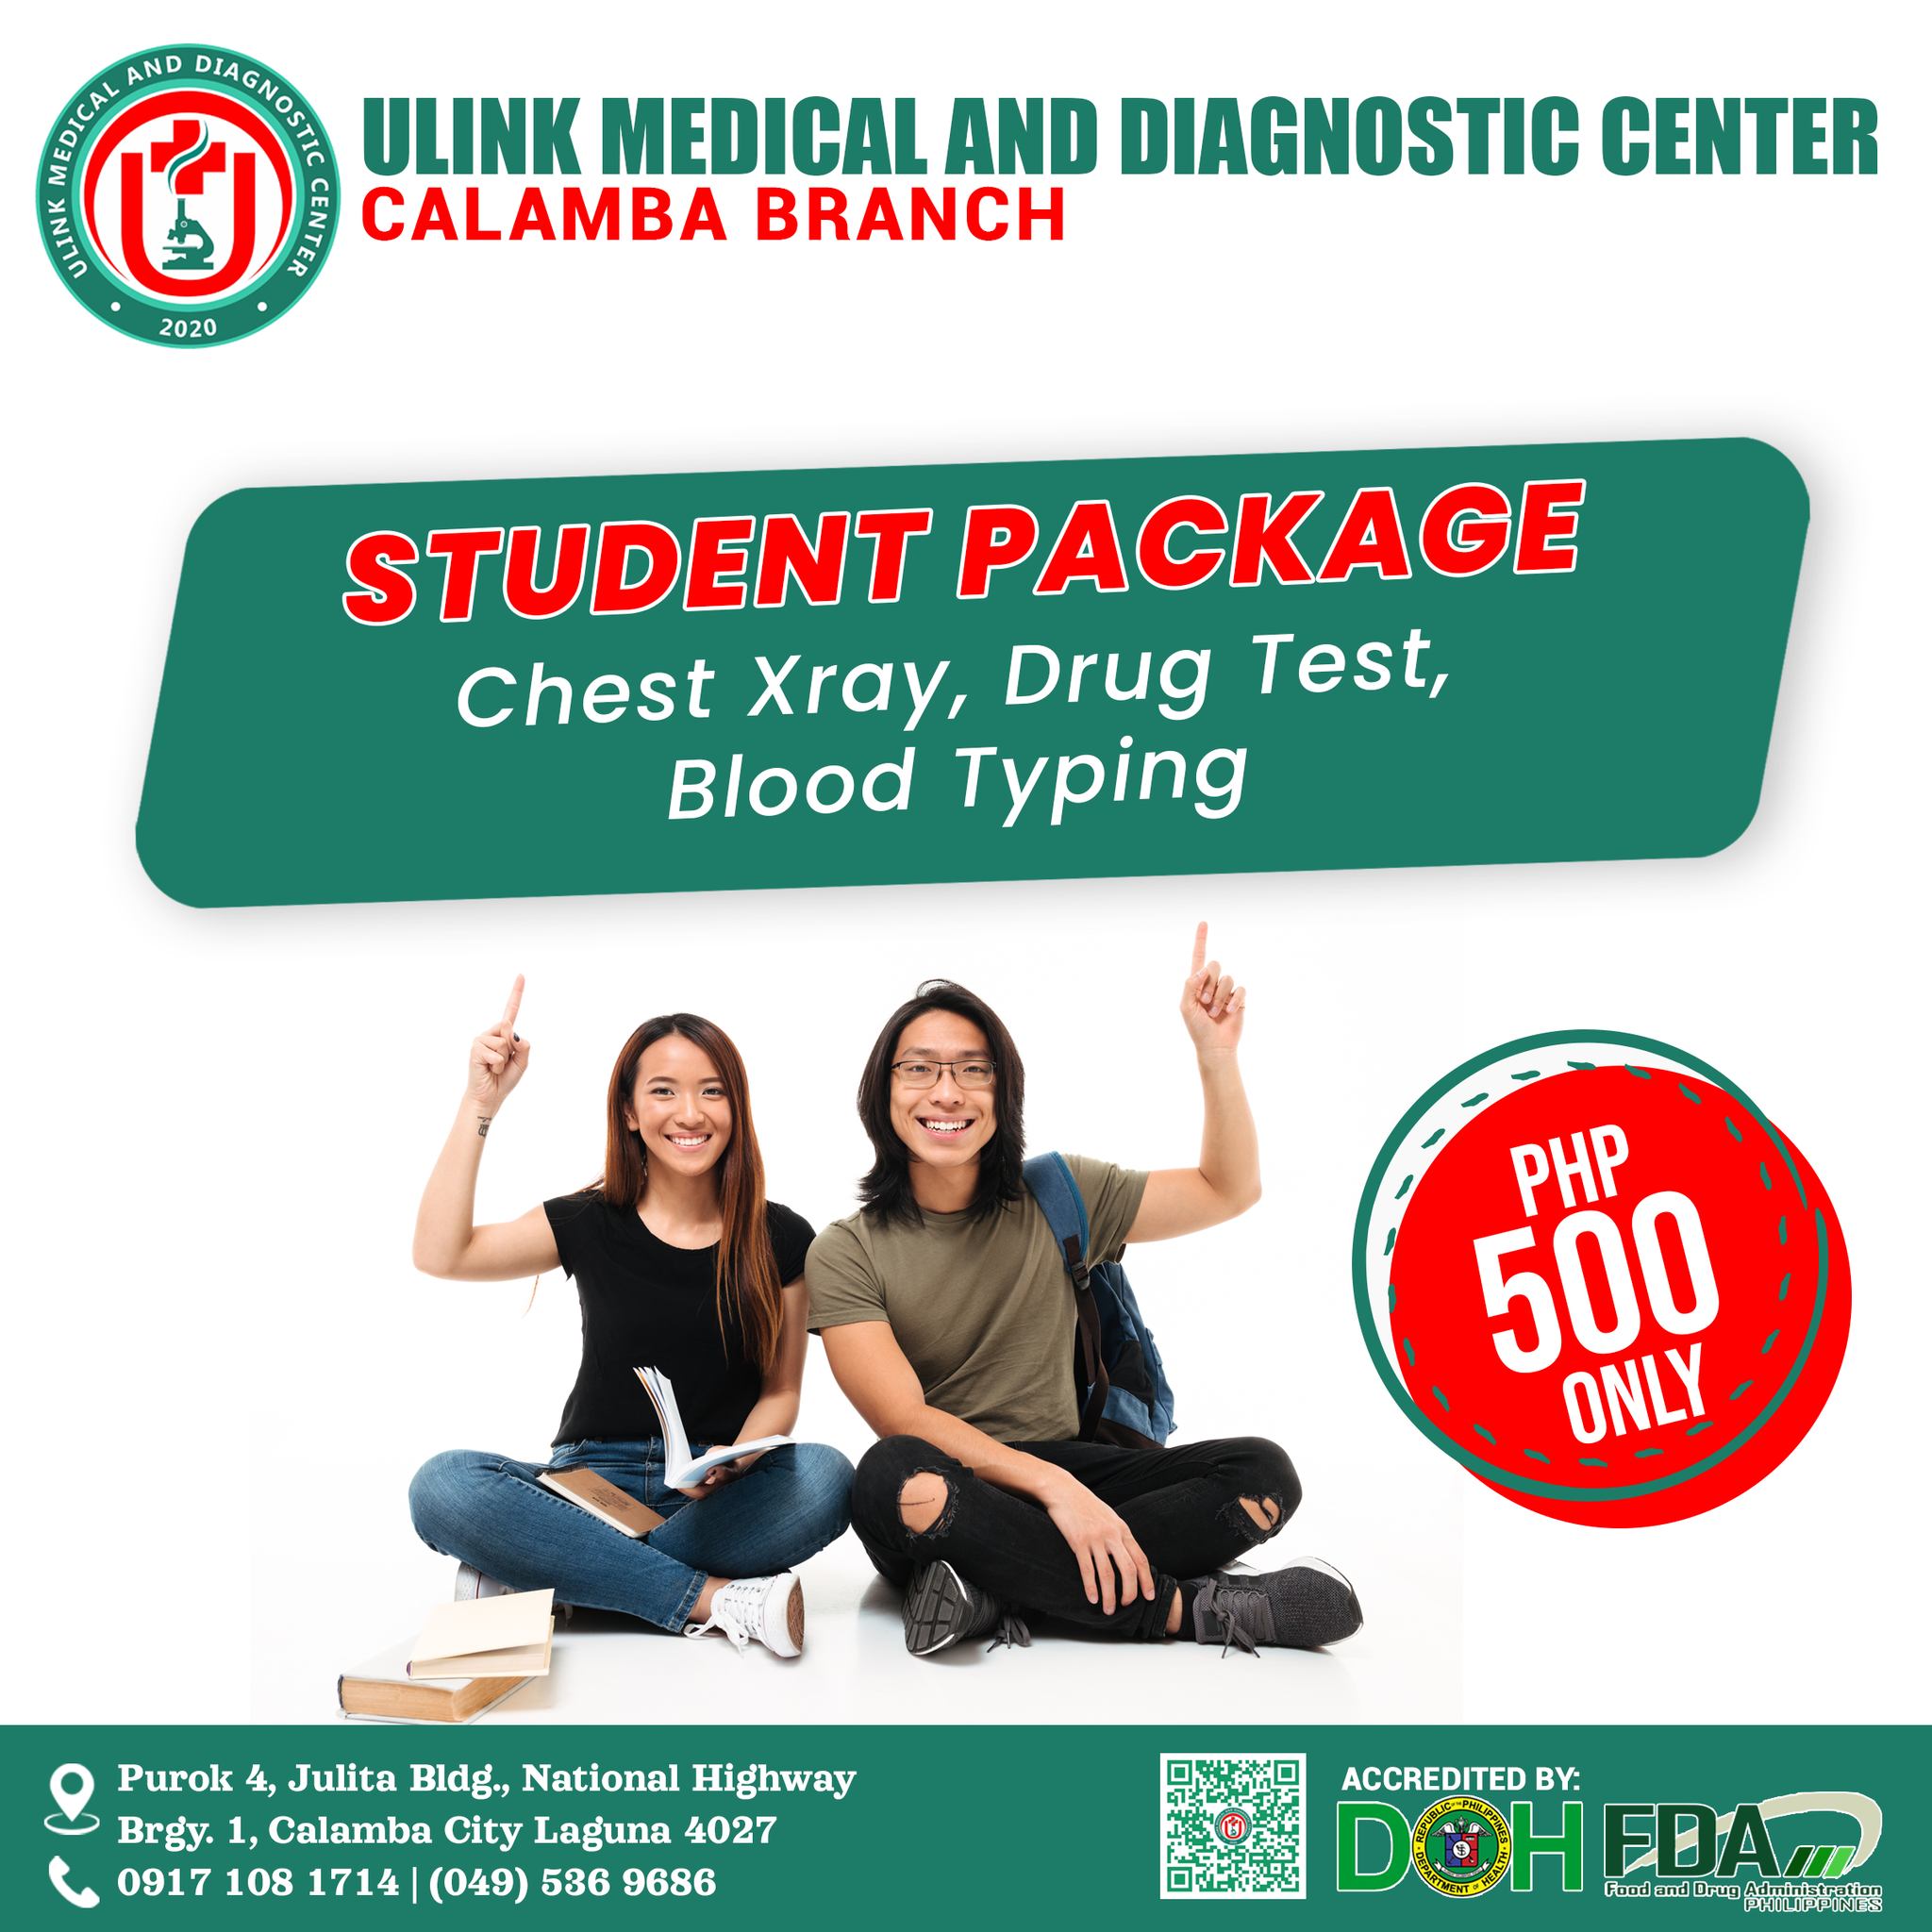 ULINK MEDICAL AND DIAGNOSTIC CENTER
2020
ULINK MEDICAL AND DIAGNOSTIC CENTER
CALAMBA BRANCH
STUDENT PACKAGE
Chest Xray, Drug Test,
Blood Typing
PHP
500
ONLY
Purok 4, Julita Bldg., National Highway
Brgy. 1, Calamba City Laguna 4027
0917 108 1714 | (049) 536 9686
ACCREDITED BY:
DOH
REPUBLIC OF THE PHILIPPINES
DEPARTMENT OF HEALTH
FDA
Food and Drug Administration
PHILIPPINES